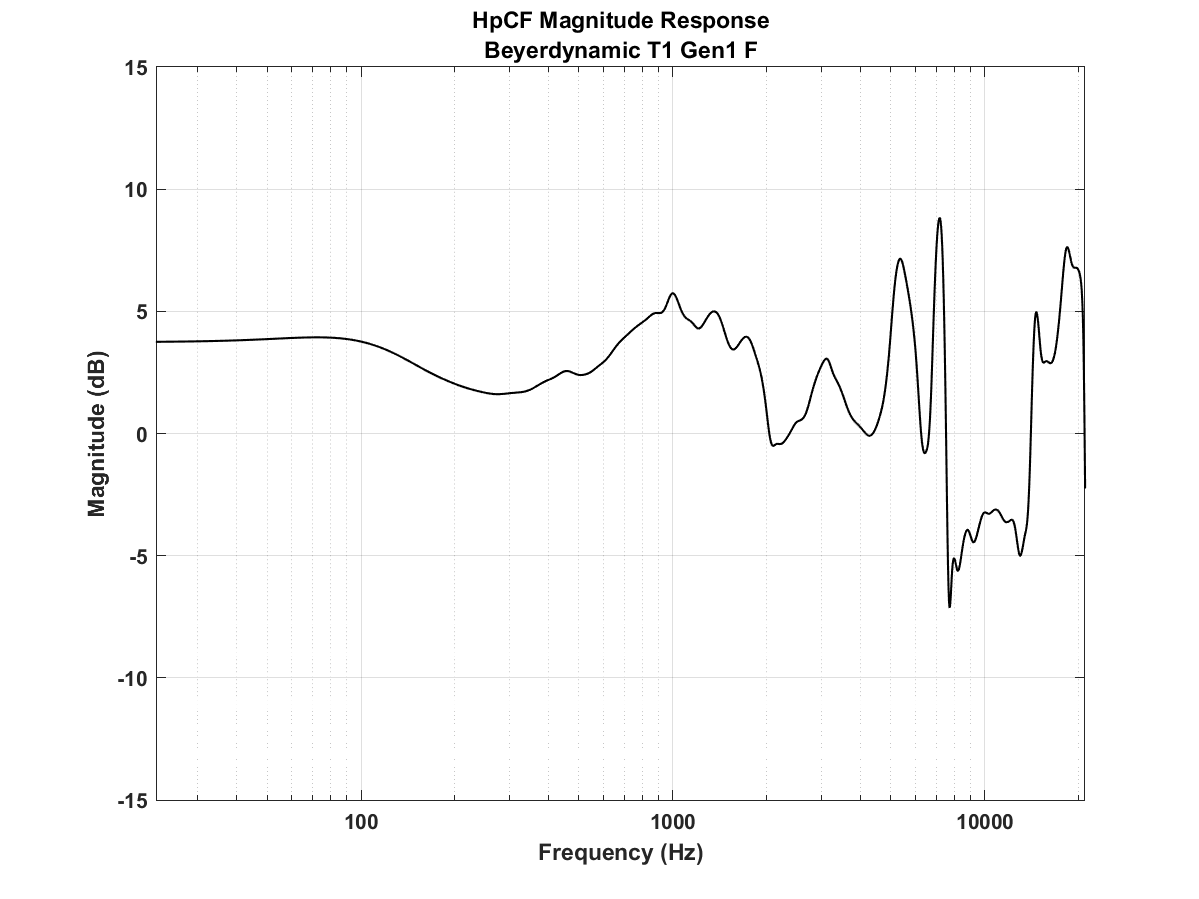 HpCF Magnitude Response
Beyerdynamic T1 Gen1 F
15
10
5
0
-5
-10
-15
Magnitude (dB)
100
1000
10000
Frequency (Hz)